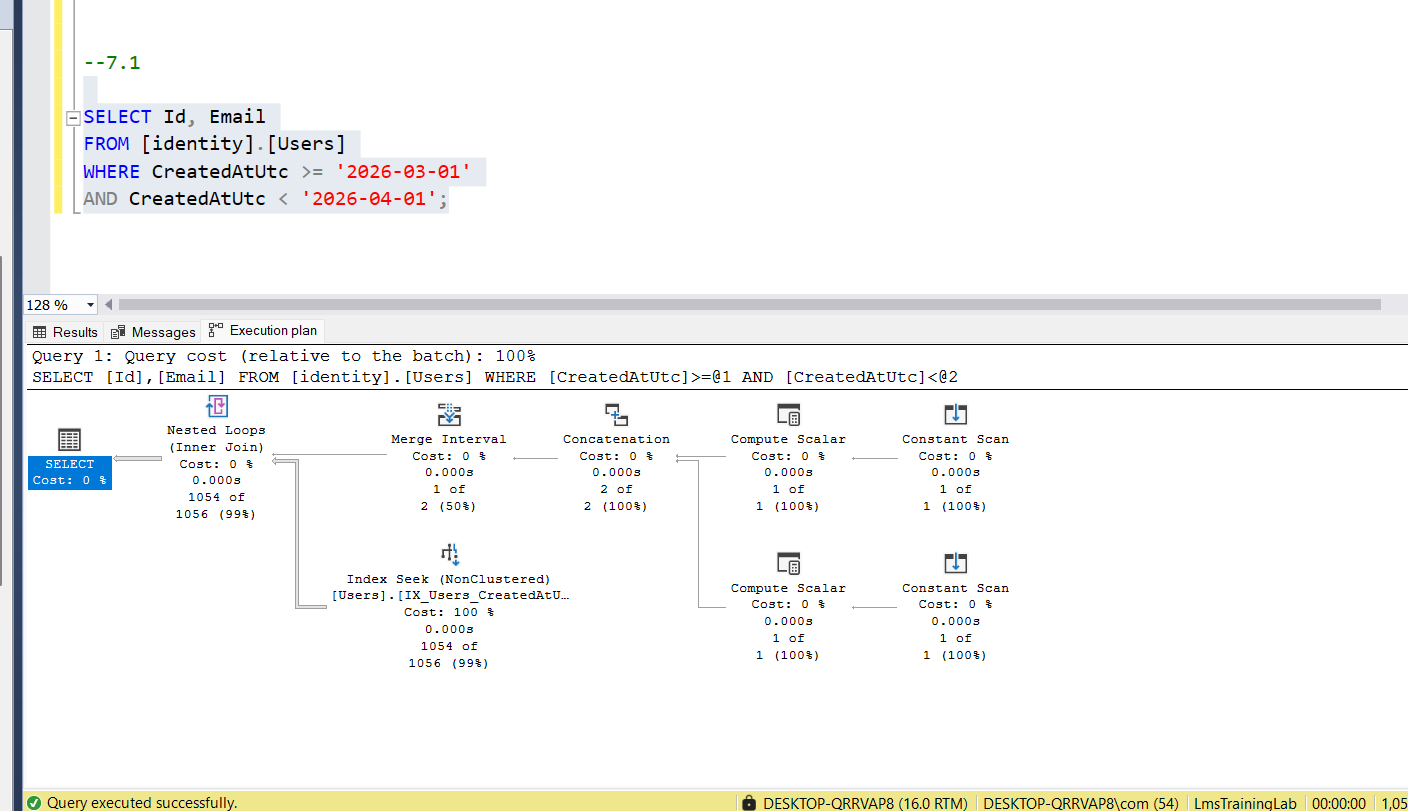 --7.1
SELECT Id, Email
FROM [identity].[Users]
WHERE CreatedAtUtc >= '2026-03-01'
AND CreatedAtUtc < '2026-04-01';
128 %
Results Messages Execution plan
Query 1: Query cost (relative to the batch): 100%
SELECT [Id],[Email] FROM [identity].[Users] WHERE [CreatedAtUtc]>=@1 AND [CreatedAtUtc]<@2
SELECT
Cost: 0 %
Nested Loops
(Inner Join)
Cost: 0 %
0.000s
1054 of
1056 (99%)
Merge Interval
Cost: 0 %
0.000s
1 of
2 (50%)
Concatenation
Cost: 0 %
0.000s
2 of
2 (100%)
Compute Scalar
Cost: 0 %
0.000s
1 of
1 (100%)
Constant Scan
Cost: 0 %
0.000s
1 of
1 (100%)
Index Seek (NonClustered)
[Users].[IX_Users_CreatedAtU…
Cost: 100 %
0.000s
1054 of
1056 (99%)
Compute Scalar
Cost: 0 %
0.000s
1 of
1 (100%)
Constant Scan
Cost: 0 %
0.000s
1 of
1 (100%)
Query executed successfully.
DESKTOP-QRRVAP8 (16.0 RTM) DESKTOP-QRRVAP8\com (54) LmsTrainingLab 00:00:00 1,05